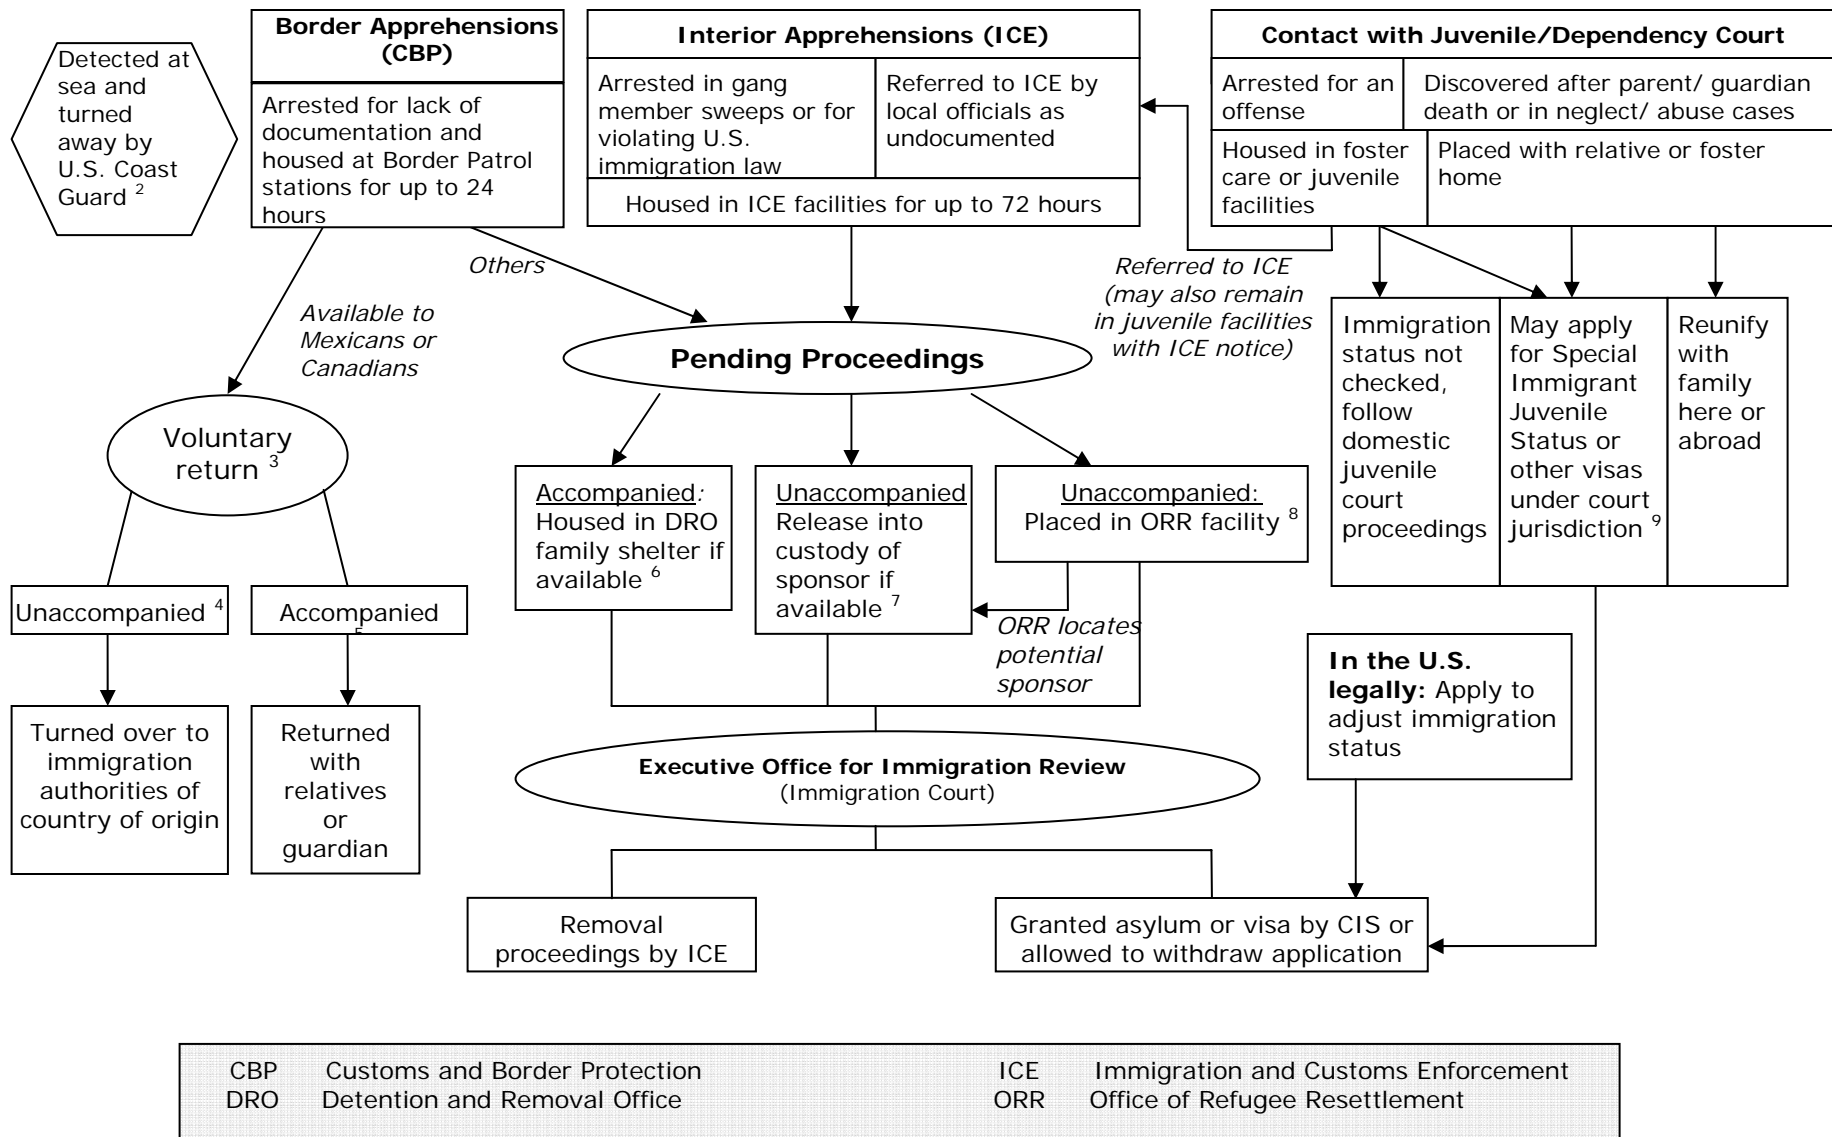 Detected at
sea and
turned
away by
U.S. Coast
Guard 2
Border Apprehensions
(CBP)
Arrested for lack of
documentation and
housed at Border Patrol
stations for up to 24
hours
Interior Apprehensions (ICE)
Arrested in gang
member sweeps or for
violating U.S.
immigration law
Referred to ICE by
local officials as
undocumented
Housed in ICE facilities for up to 72 hours
Contact with Juvenile/Dependency Court
Arrested for an
offense
Discovered after parent/ guardian
death or in neglect/ abuse cases
Housed in foster
care or juvenile
facilities
Placed with relative or foster
home
Others
Available to
Mexicans or
Canadians
Referred to ICE
(may also remain
in juvenile facilities
with ICE notice)
Pending Proceedings
Immigration
status not
checked,
follow
domestic
juvenile
court
proceedings
May apply
for Special
Immigrant
Juvenile
Status or
other visas
under court
jurisdiction 9
Reunify
with
family
here or
abroad
Voluntary
return 3
Accompanied:
Housed in DRO
family shelter if
available 6
Unaccompanied
Release into
custody of
sponsor if
available 7
Unaccompanied:
Placed in ORR facility 8
ORR locates
potential
sponsor
Unaccompanied 4
Accompanied
5
In the U.S.
legally: Apply to
adjust immigration
status
Turned over to
immigration
authorities of
country of origin
Returned
with
relatives
or
guardian
Executive Office for Immigration Review
(Immigration Court)
Removal
proceedings by ICE
Granted asylum or visa by CIS or
allowed to withdraw application
CBP Customs and Border Protection
ICE Immigration and Customs Enforcement
DRO Detention and Removal Office
ORR Office of Refugee Resettlement